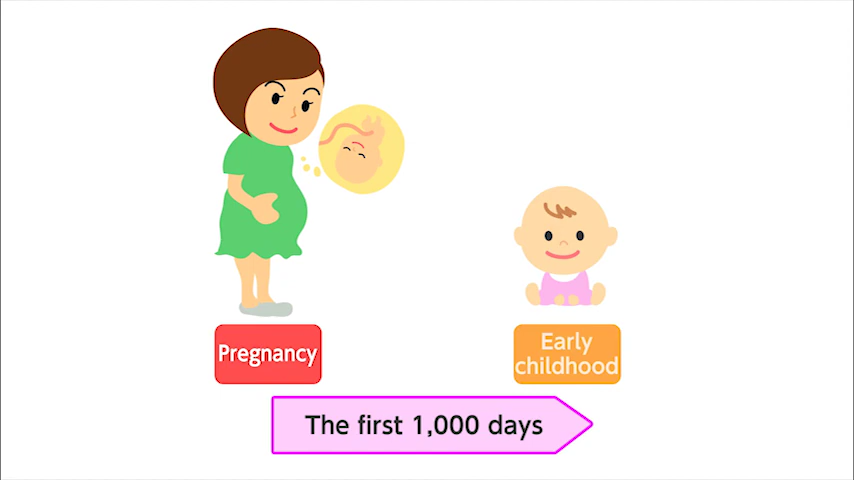 Pregnancy
Early
childhood
The first 1,000 days